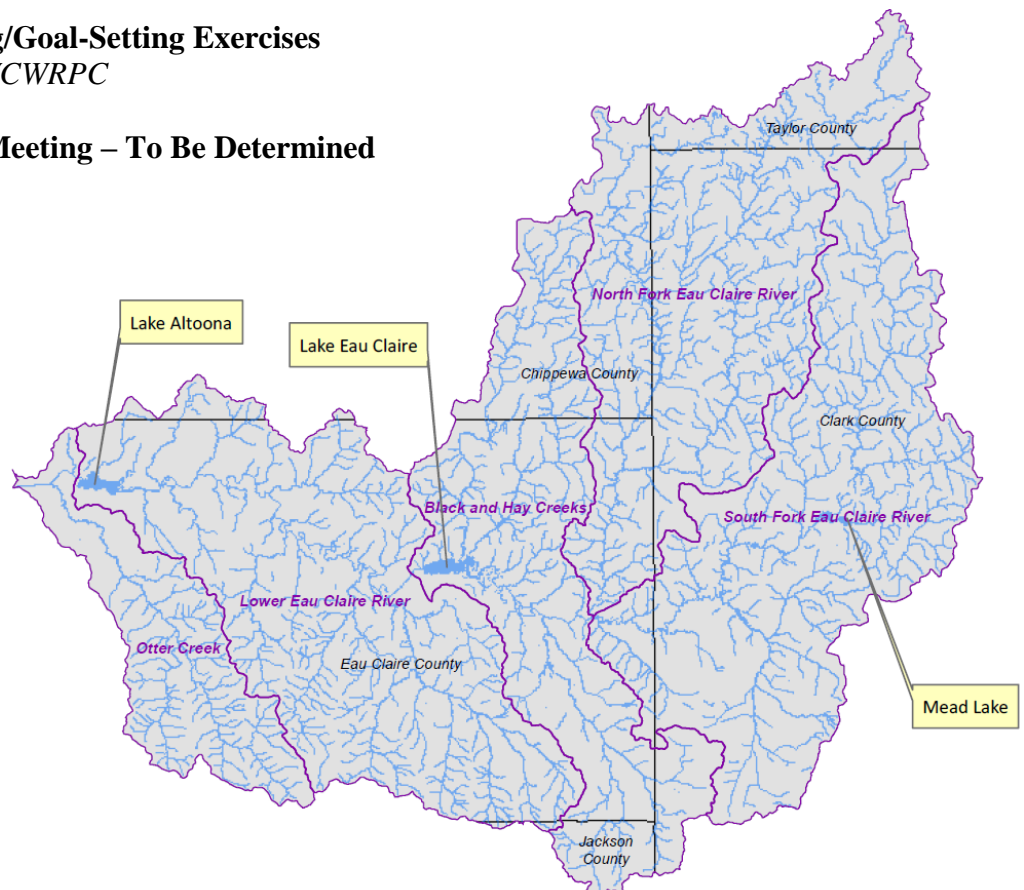 g/Goal-Setting Exercises
CWRPC
Meeting – To Be Determined
Taylor County
North Fork Eau Claire River
Lake Altoona
Lake Eau Claire
Chippewa County
Clark County
Black and Hay Creeks
South Fork Eau Claire River
Lower Eau Claire River
Otter Creek
Eau Claire County
Mead Lake
Jackson
County